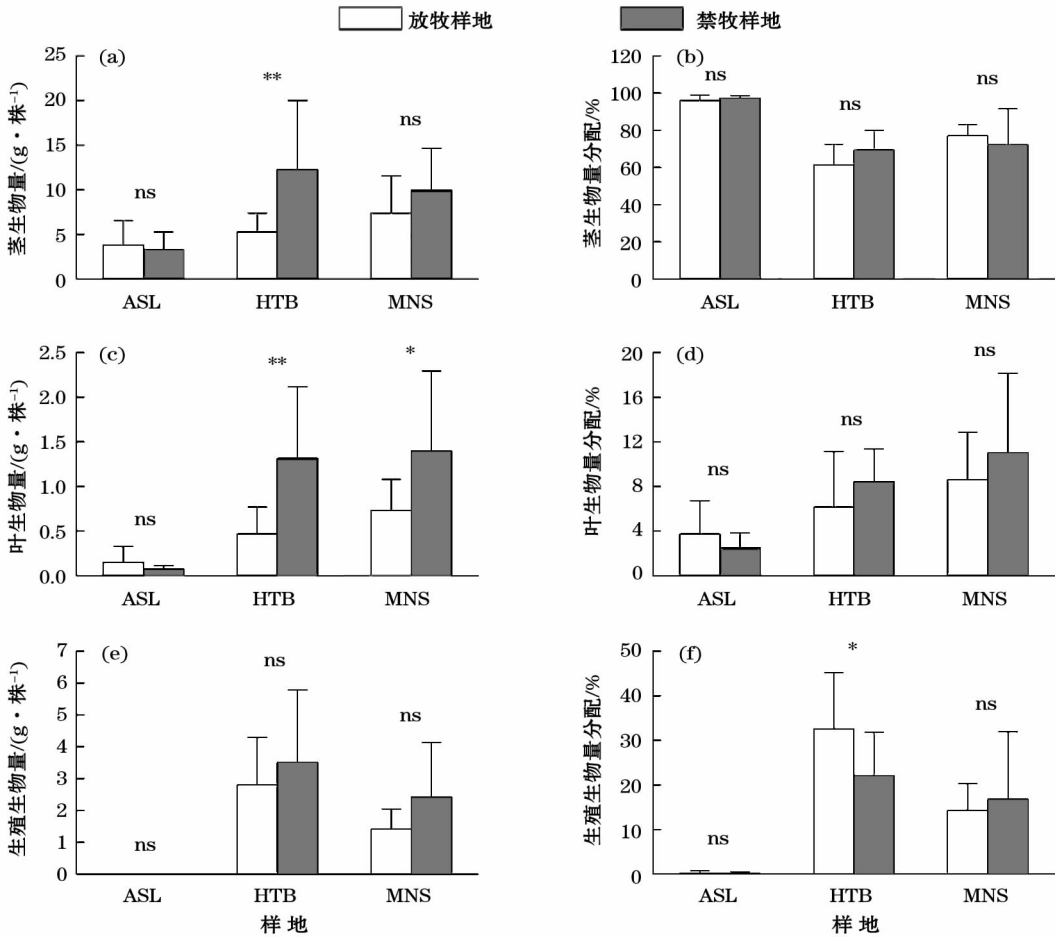 放牧样地 禁牧样地
(a)
茎生物量/(g·株⁻¹)
25
20
15
10
5
0
ns
**
ns
ASL HTB MNS
(b)
茎生物量分配/%
120
100
80
60
40
20
0
ns
ns
ns
ASL HTB MNS
(c)
叶生物量/(g·株⁻¹)
2.5
2.0
1.5
1.0
0.5
0.0
ns
**
*
ASL HTB MNS
(d)
叶生物量分配/%
20
16
12
8
4
0
ns
ns
ns
ASL HTB MNS
(e)
生殖生物量/(g·株⁻¹)
7
6
5
4
3
2
1
0
ns
ns
ns
ASL HTB MNS
样地
(f)
生殖生物量分配/%
50
40
30
20
10
0
ns
*
ns
ASL HTB MNS
样地